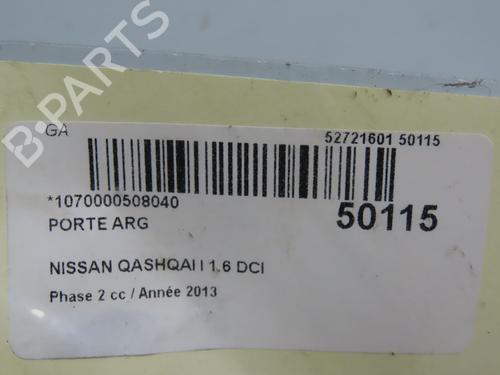 GA
52721601 50115
*1070000508040
50115
PORTE ARG
NISSAN QASHQAI I 1.6 DCI
Phase 2 cc / Année 2013
B-PARTS